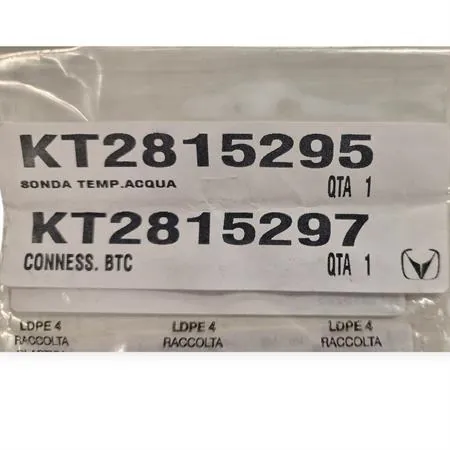 KT2815295
SONDA TEMP.ACQUA QTA 1
KT2815297
CONNESS. BTC QTA 1
LDPE 4 LDPE 4 LDPE 4
RACCOLTA RACCOLTA RACCOLTA